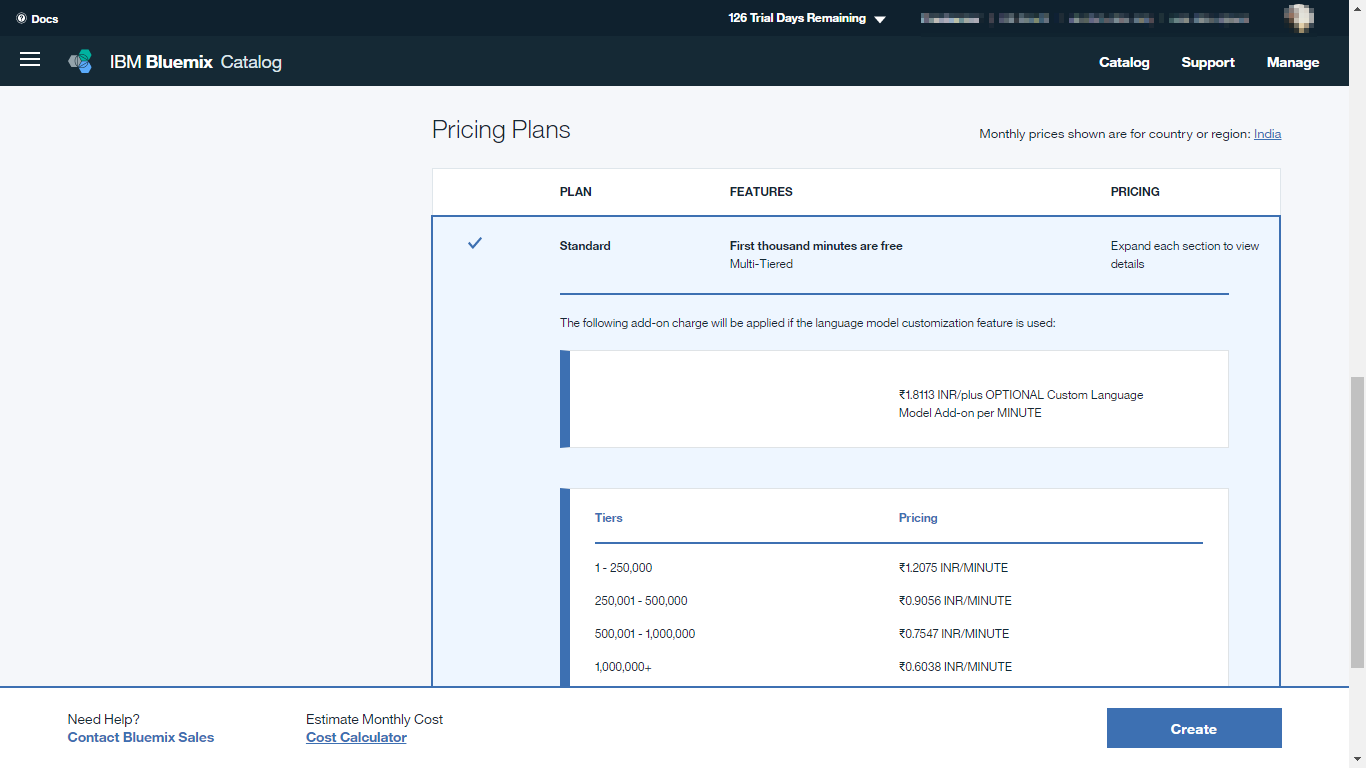 Docs
126 Trial Days Remaining
IBM Bluemix Catalog
Catalog Support Manage
Pricing Plans
Monthly prices shown are for country or region: India
PLAN FEATURES PRICING
Standard First thousand minutes are free Expand each section to view
Multi-Tiered details
The following add-on charge will be applied if the language model customization feature is used:
₹1.8113 INR/plus OPTIONAL Custom Language
Model Add-on per MINUTE
Tiers Pricing
1 - 250,000 ₹1.2075 INR/MINUTE
250,001 - 500,000 ₹0.9056 INR/MINUTE
500,001 - 1,000,000 ₹0.7547 INR/MINUTE
1,000,000+ ₹0.6038 INR/MINUTE
Need Help? Estimate Monthly Cost
Contact Bluemix Sales Cost Calculator
Create